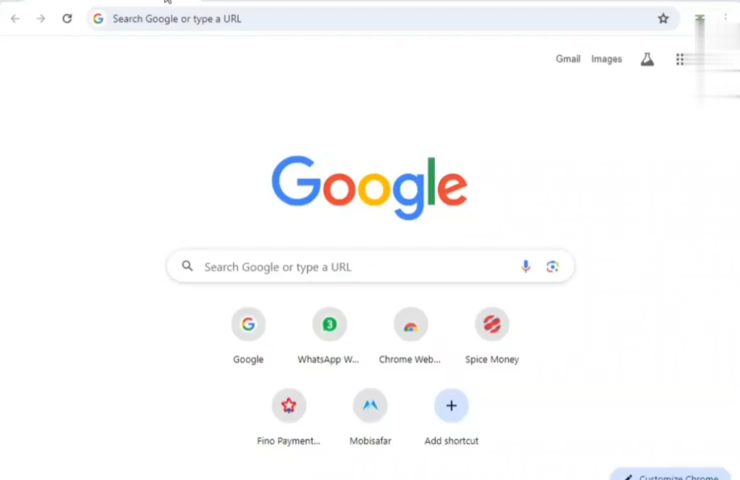 Search Google or type a URL
Gmail Images
Google
Search Google or type a URL
Google WhatsApp W... Chrome Web... Spice Money
Fino Payment... Mobisafar Add shortcut
Customize Chrome